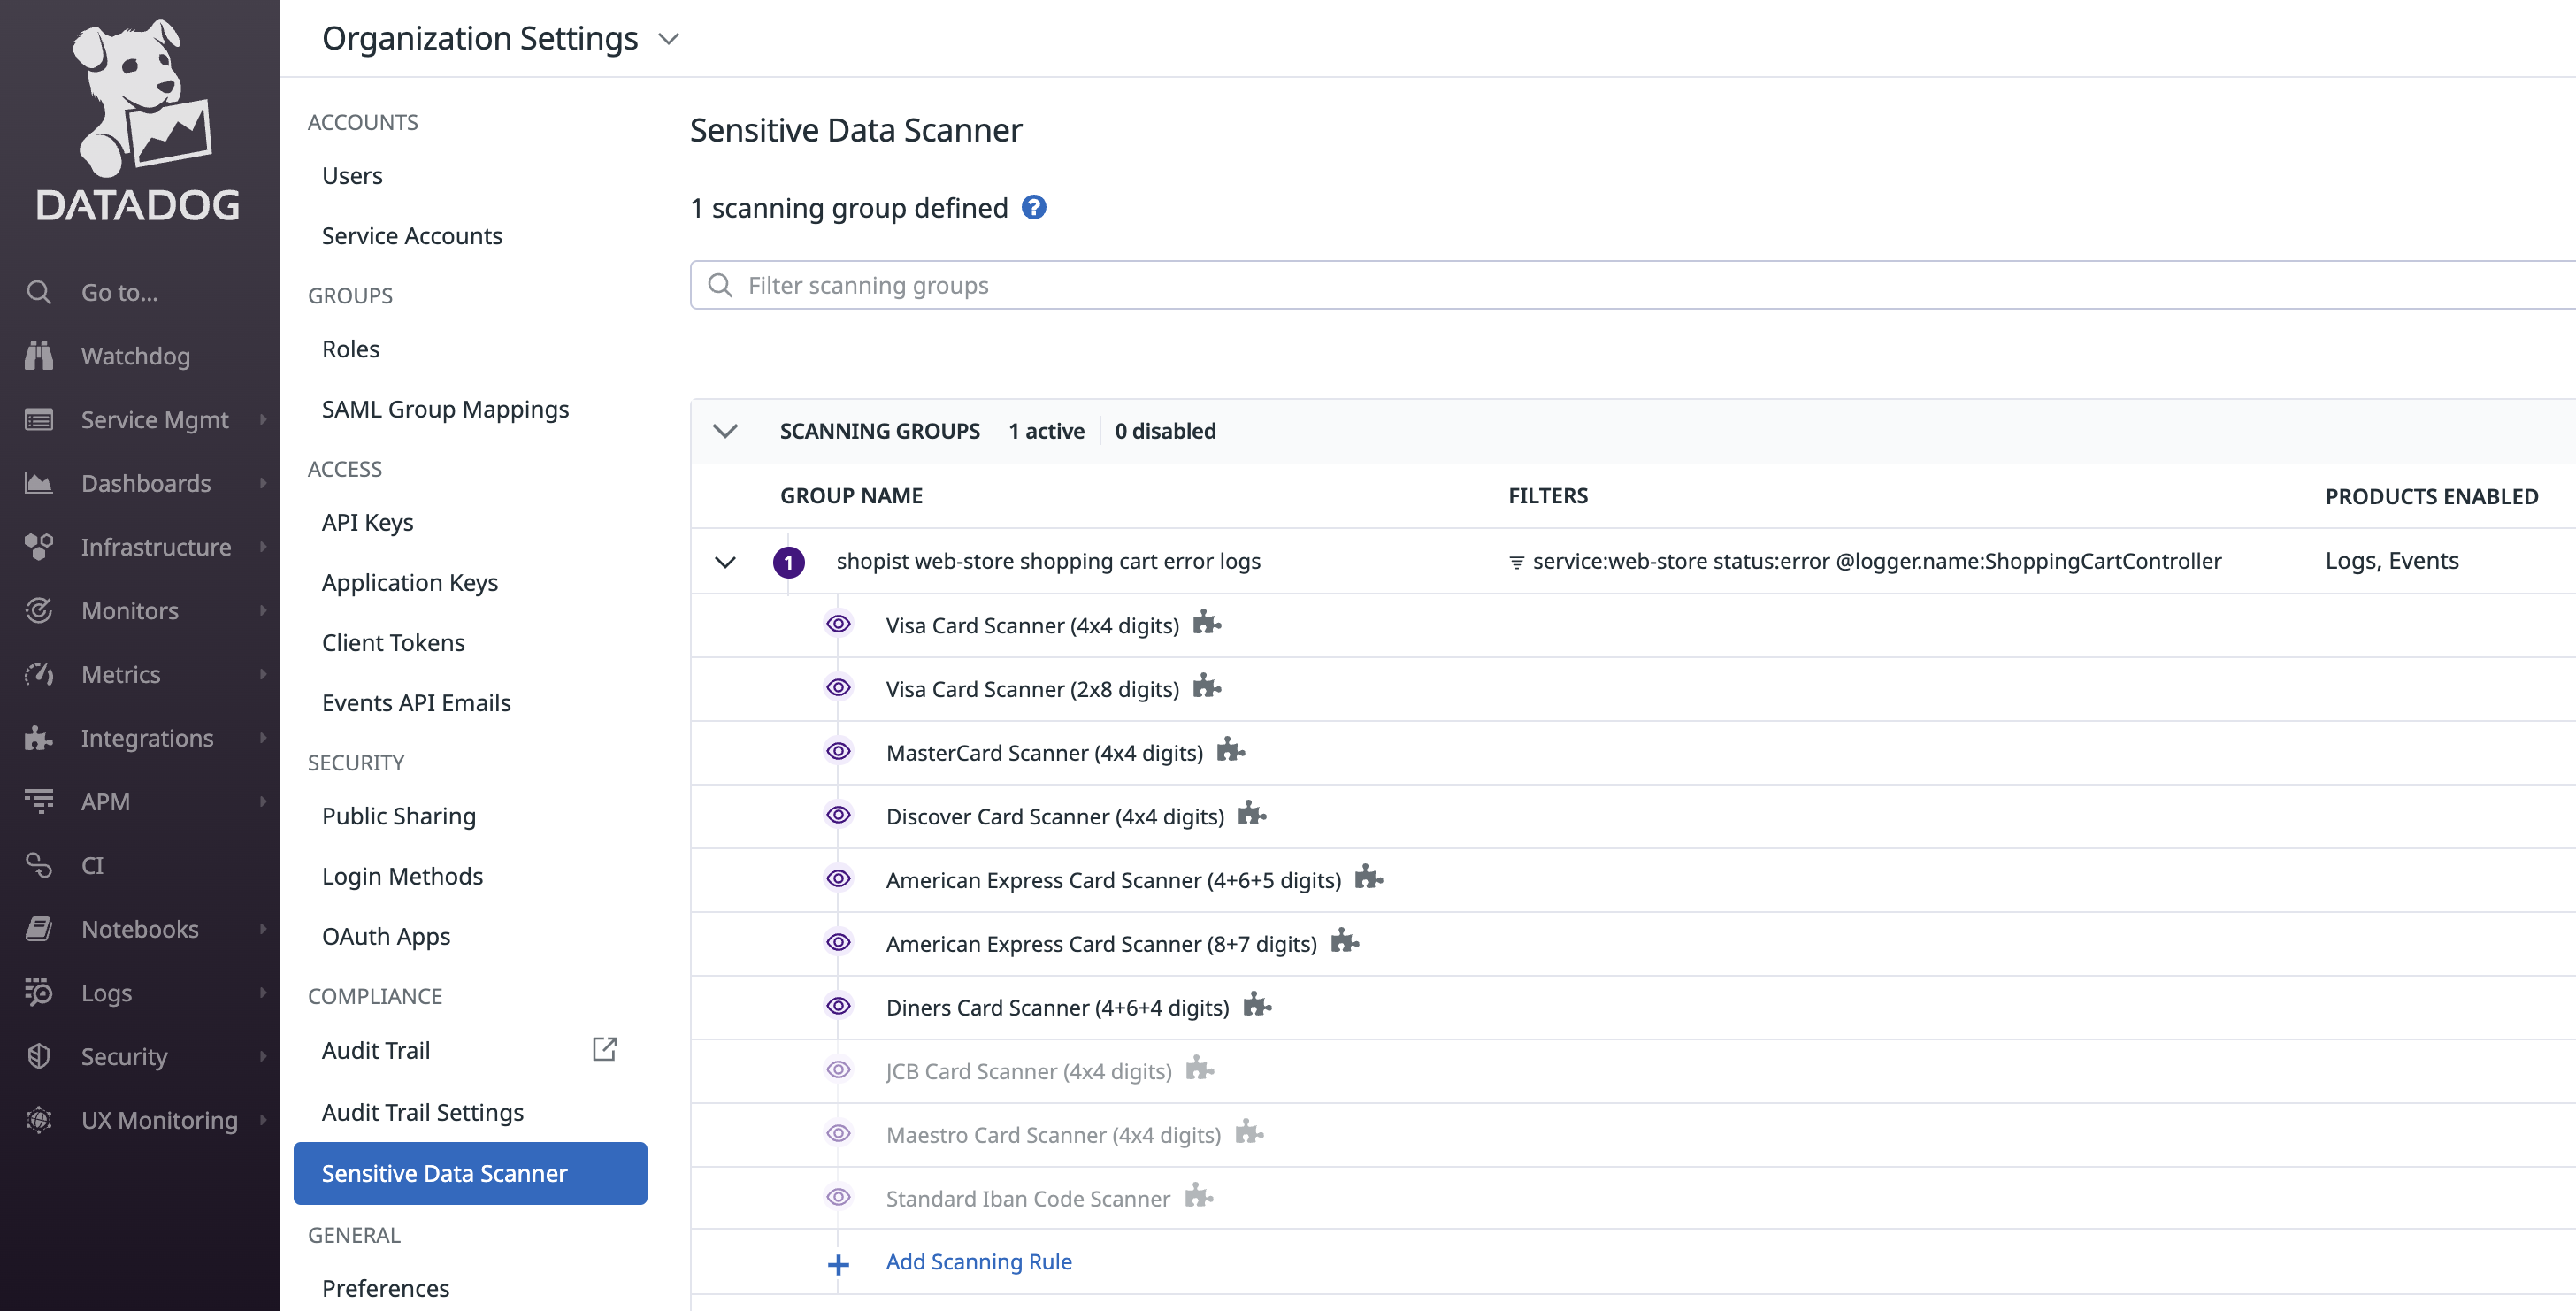 DATADOG
Go to...
Watchdog
Service Mgmt
Dashboards
Infrastructure
Monitors
Metrics
Integrations
APM
CI
Notebooks
Logs
Security
UX Monitoring
Organization Settings
ACCOUNTS
Users
Service Accounts
GROUPS
Roles
SAML Group Mappings
ACCESS
API Keys
Application Keys
Client Tokens
Events API Emails
SECURITY
Public Sharing
Login Methods
OAuth Apps
COMPLIANCE
Audit Trail
Audit Trail Settings
Sensitive Data Scanner
GENERAL
Preferences
Sensitive Data Scanner
1 scanning group defined ?
Filter scanning groups
SCANNING GROUPS 1 active 0 disabled
GROUP NAME FILTERS PRODUCTS ENABLED
1 shopist web-store shopping cart error logs service:web-store status:error @logger.name:ShoppingCartController Logs, Events
Visa Card Scanner (4x4 digits)
Visa Card Scanner (2x8 digits)
MasterCard Scanner (4x4 digits)
Discover Card Scanner (4x4 digits)
American Express Card Scanner (4+6+5 digits)
American Express Card Scanner (8+7 digits)
Diners Card Scanner (4+6+4 digits)
JCB Card Scanner (4x4 digits)
Maestro Card Scanner (4x4 digits)
Standard Iban Code Scanner
+ Add Scanning Rule